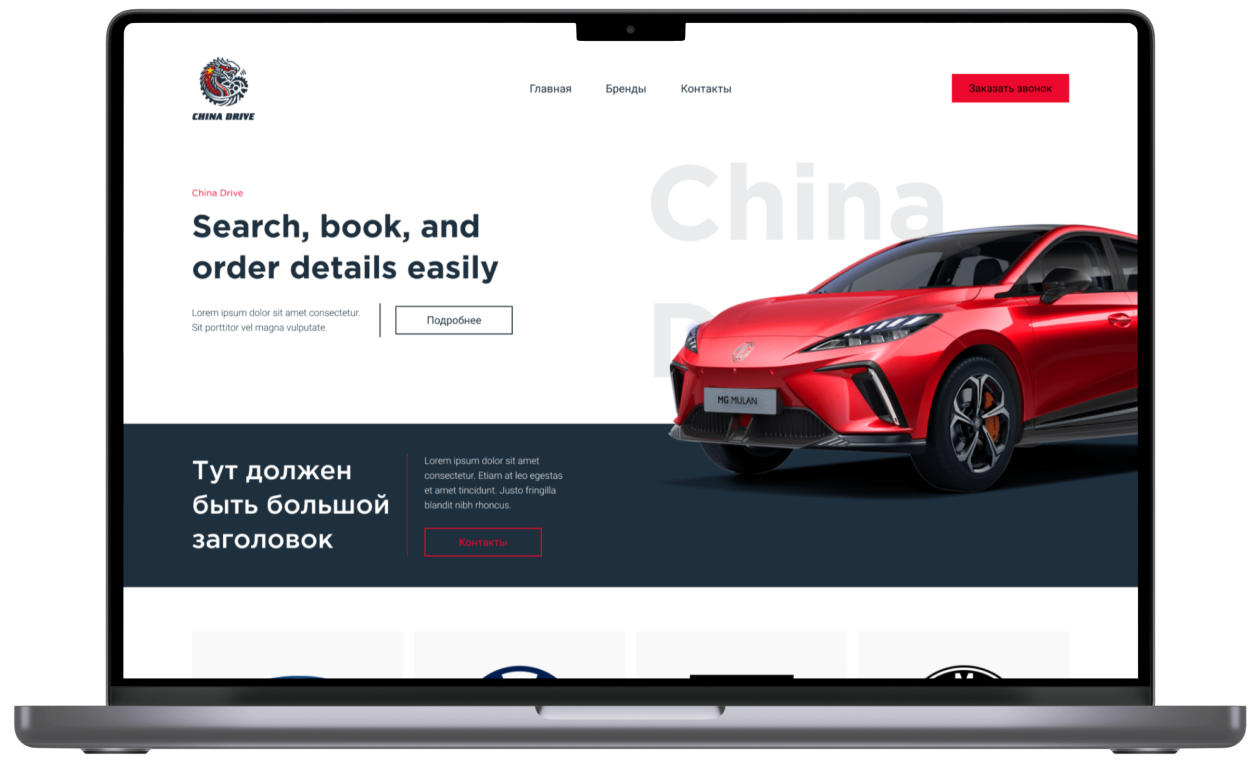 CHINA DRIVE
Главная
Бренды
Контакты
Заказать звонок
China
D
China Drive
Search, book, and
order details easily
Lorem ipsum dolor sit amet consectetur.
Sit porttitor vel magna vulputate.
Подробнее
MG MULAN
Тут должен
быть большой
заголовок
Lorem ipsum dolor sit amet
consectetur. Etiam at leo egestas
et amet tincidunt. Justo fringilla
blandit nibh rhoncus.
Контакты